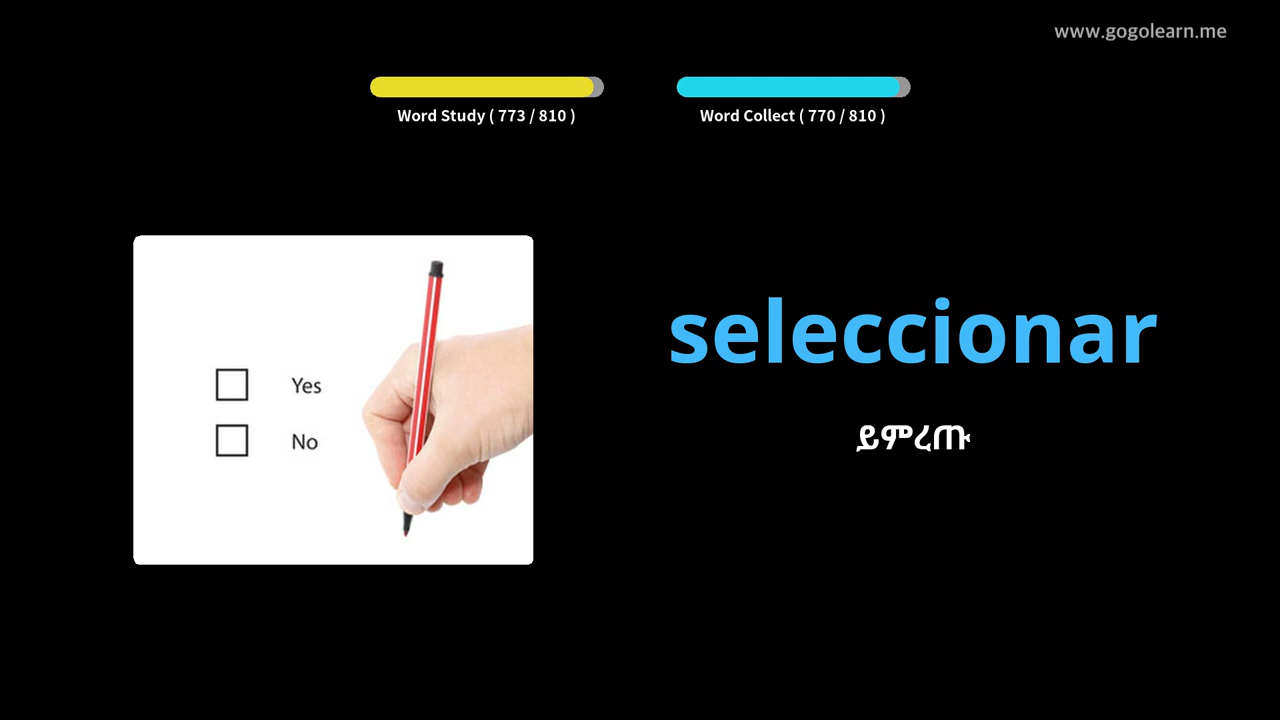 www.gogolearn.me
Word Study ( 773 / 810 )
Word Collect ( 770 / 810 )
Yes
No
seleccionar
ይምረጡ